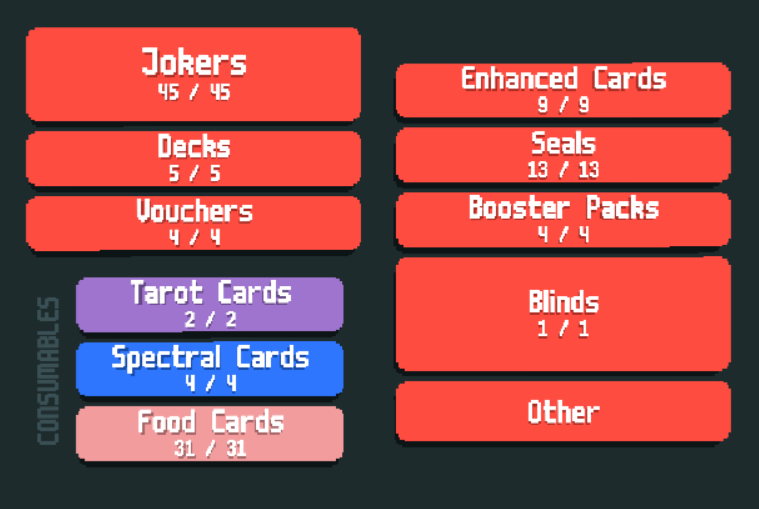 Jokers
45 / 45
Decks
5 / 5
Vouchers
4 / 4
CONSUMABLES
Tarot Cards
2 / 2
Spectral Cards
4 / 4
Food Cards
31 / 31
Enhanced Cards
9 / 9
Seals
13 / 13
Booster Packs
4 / 4
Blinds
1 / 1
Other